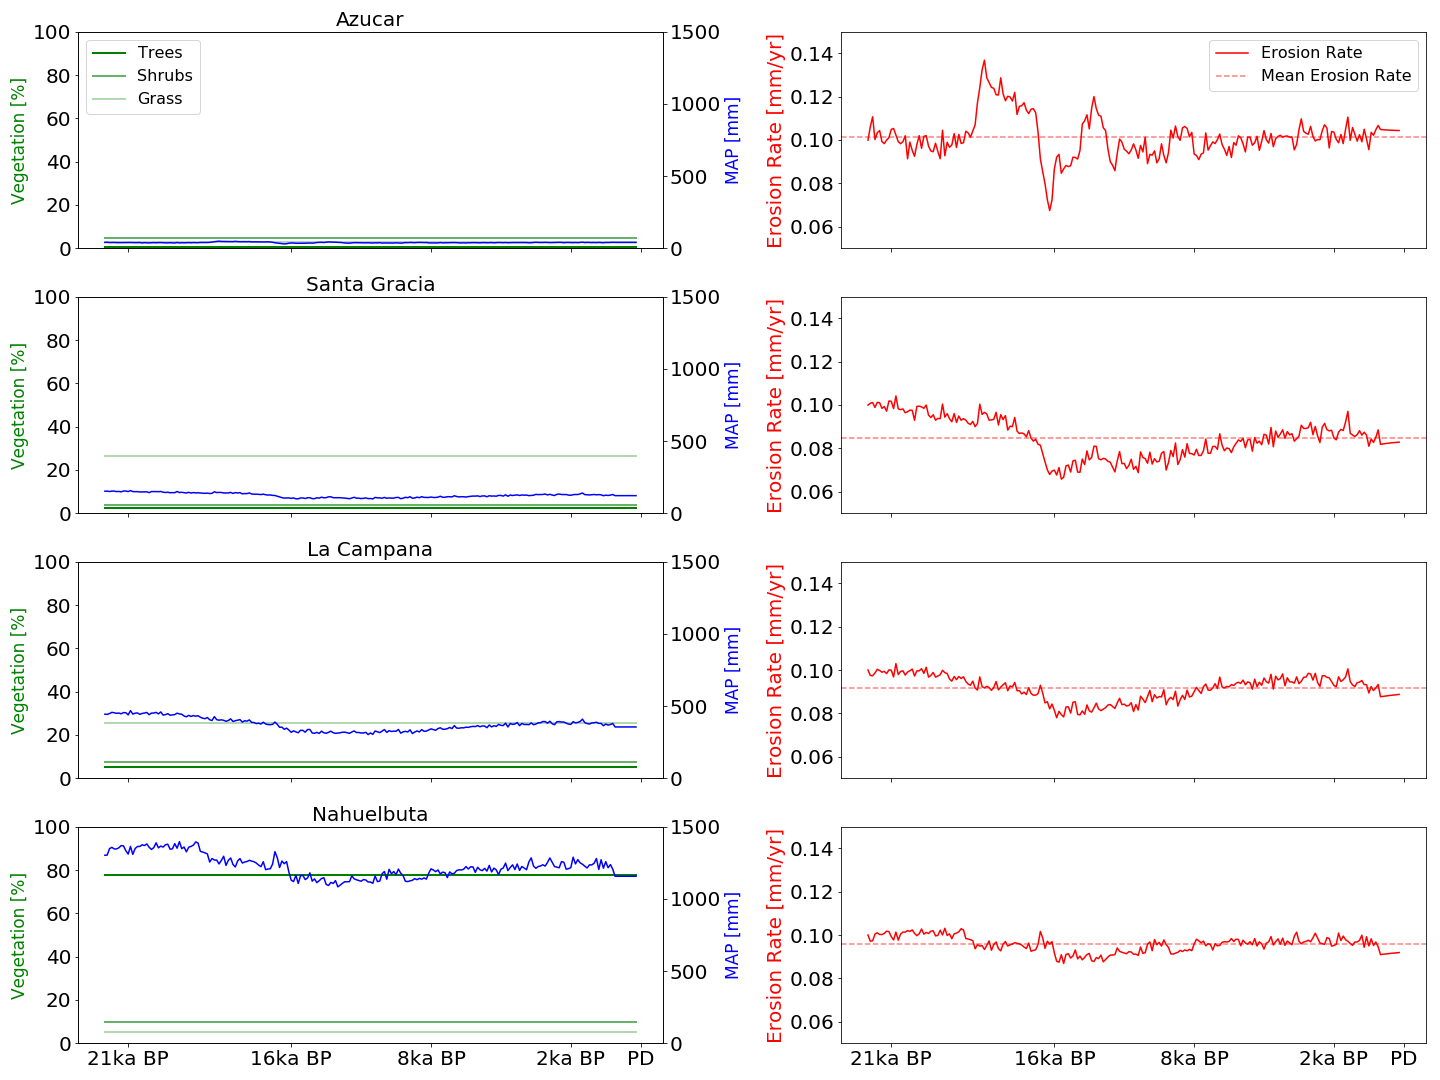 Azucar
100
80
60
40
20
0
Vegetation [%]
Trees
Shrubs
Grass
1500
1000
500
0
MAP [mm]
0.14
0.12
0.10
0.08
0.06
Erosion Rate [mm/yr]
Erosion Rate
Mean Erosion Rate
Santa Gracia
100
80
60
40
20
0
Vegetation [%]
1500
1000
500
0
MAP [mm]
0.14
0.12
0.10
0.08
0.06
Erosion Rate [mm/yr]
La Campana
100
80
60
40
20
0
Vegetation [%]
1500
1000
500
0
MAP [mm]
0.14
0.12
0.10
0.08
0.06
Erosion Rate [mm/yr]
Nahuelbuta
100
80
60
40
20
0
Vegetation [%]
1500
1000
500
0
MAP [mm]
0.14
0.12
0.10
0.08
0.06
Erosion Rate [mm/yr]
21ka BP 16ka BP 8ka BP 2ka BP PD
21ka BP 16ka BP 8ka BP 2ka BP PD